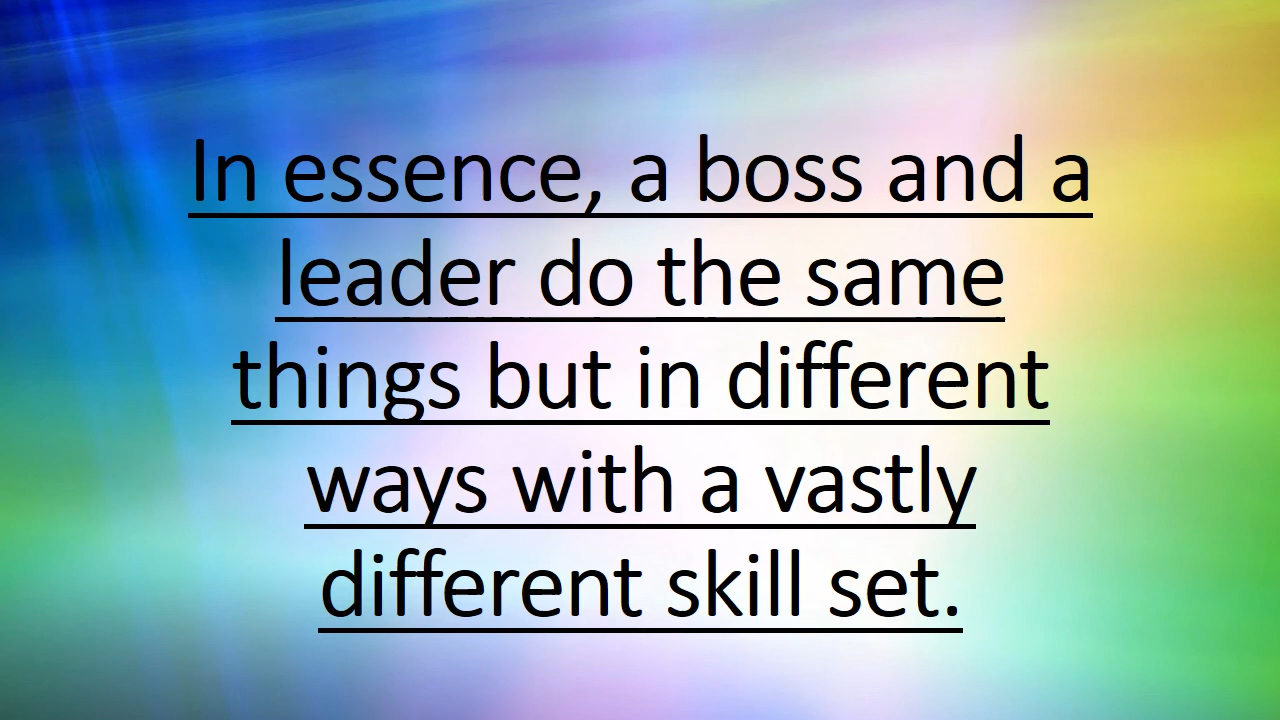 In essence, a boss and a
leader do the same
things but in different
ways with a vastly
different skill set.